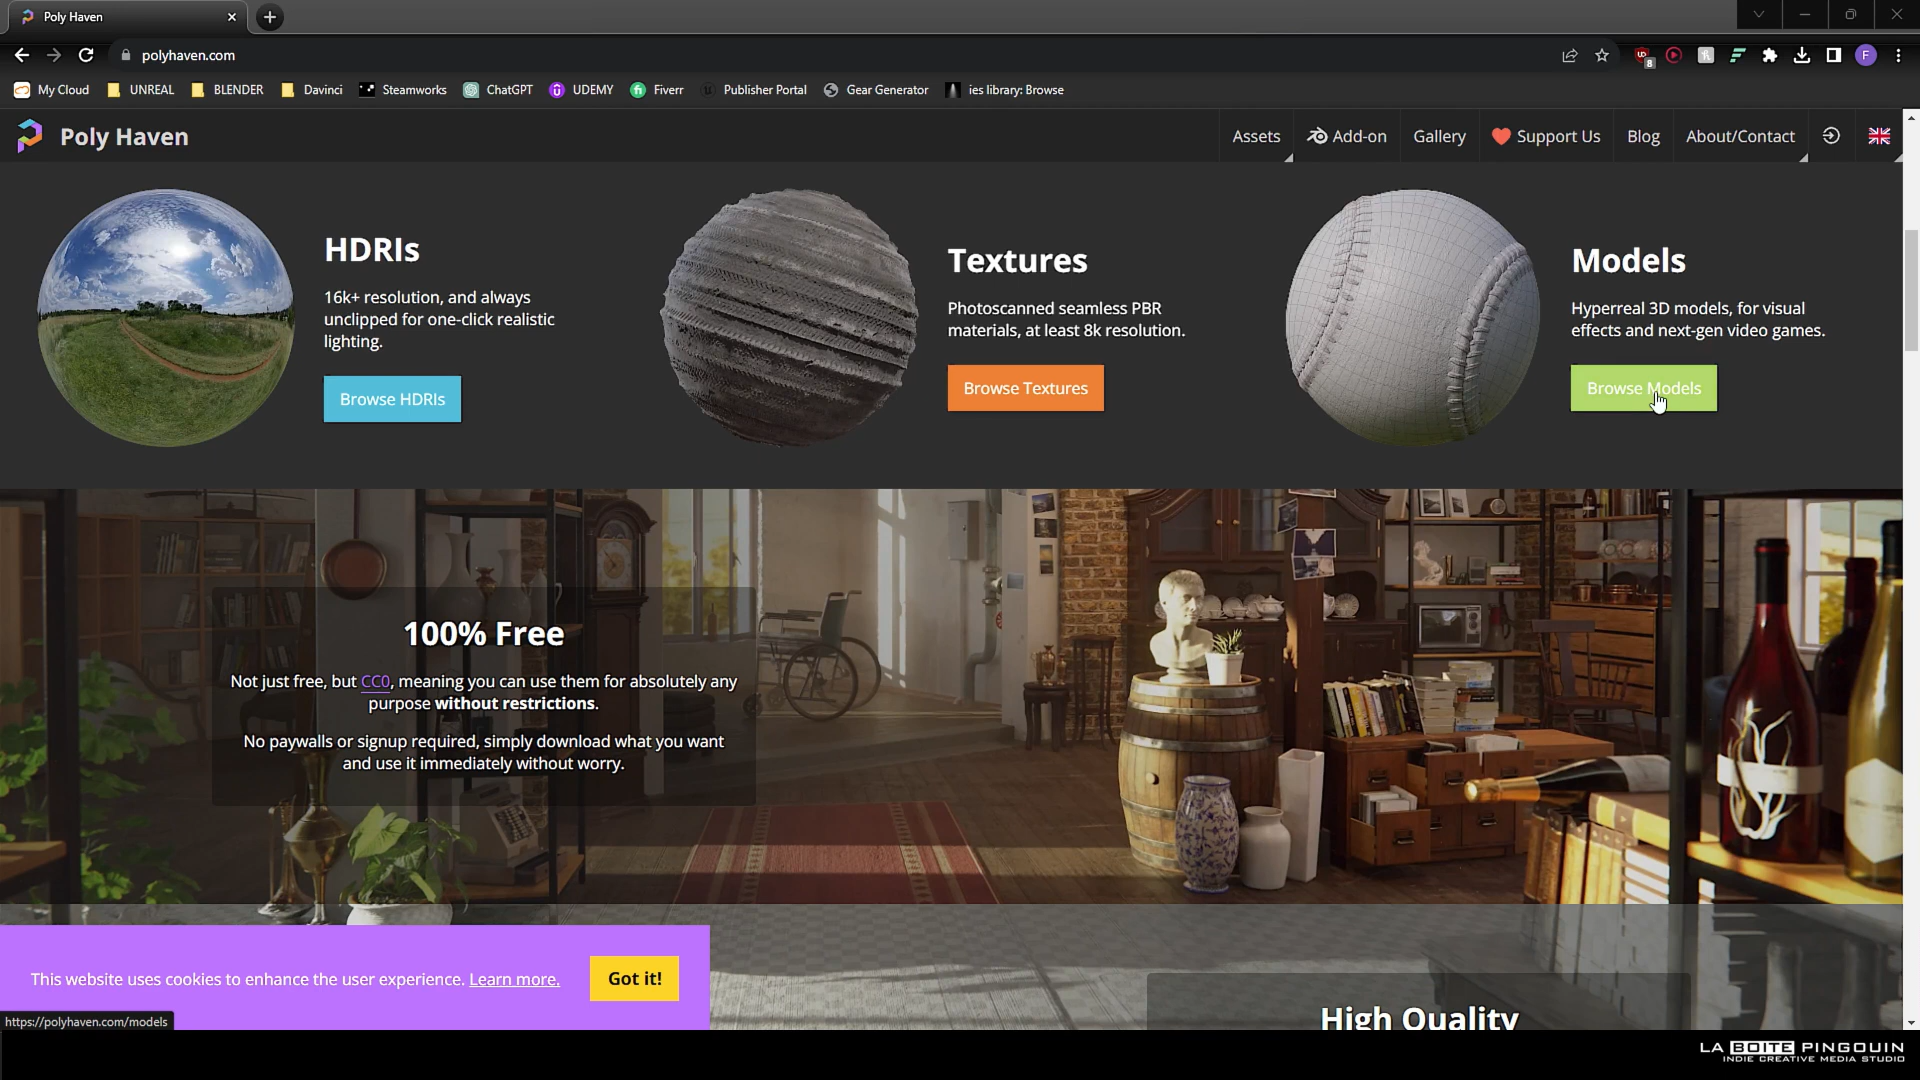 Poly Haven
polyhaven.com
8
F
My Cloud
UNREAL
BLENDER
Davinci
Steamworks
ChatGPT
UDEMY
Fiverr
Publisher Portal
Gear Generator
ies library: Browse
Poly Haven
Assets
Add-on
Gallery
Support Us
Blog
About/Contact
HDRIs
16k+ resolution, and always
unclipped for one-click realistic
lighting.
Browse HDRIs
Textures
Photoscanned seamless PBR
materials, at least 8k resolution.
Browse Textures
Models
Hyperreal 3D models, for visual
effects and next-gen video games.
Browse Models
100% Free
Not just free, but CC0, meaning you can use them for absolutely any
purpose without restrictions.
No paywalls or signup required, simply download what you want
and use it immediately without worry.
This website uses cookies to enhance the user experience. Learn more.
Got it!
https://polyhaven.com/models
High Quality
LA BOITE PINGOUIN
INDIE CREATIVE MEDIA STUDIO